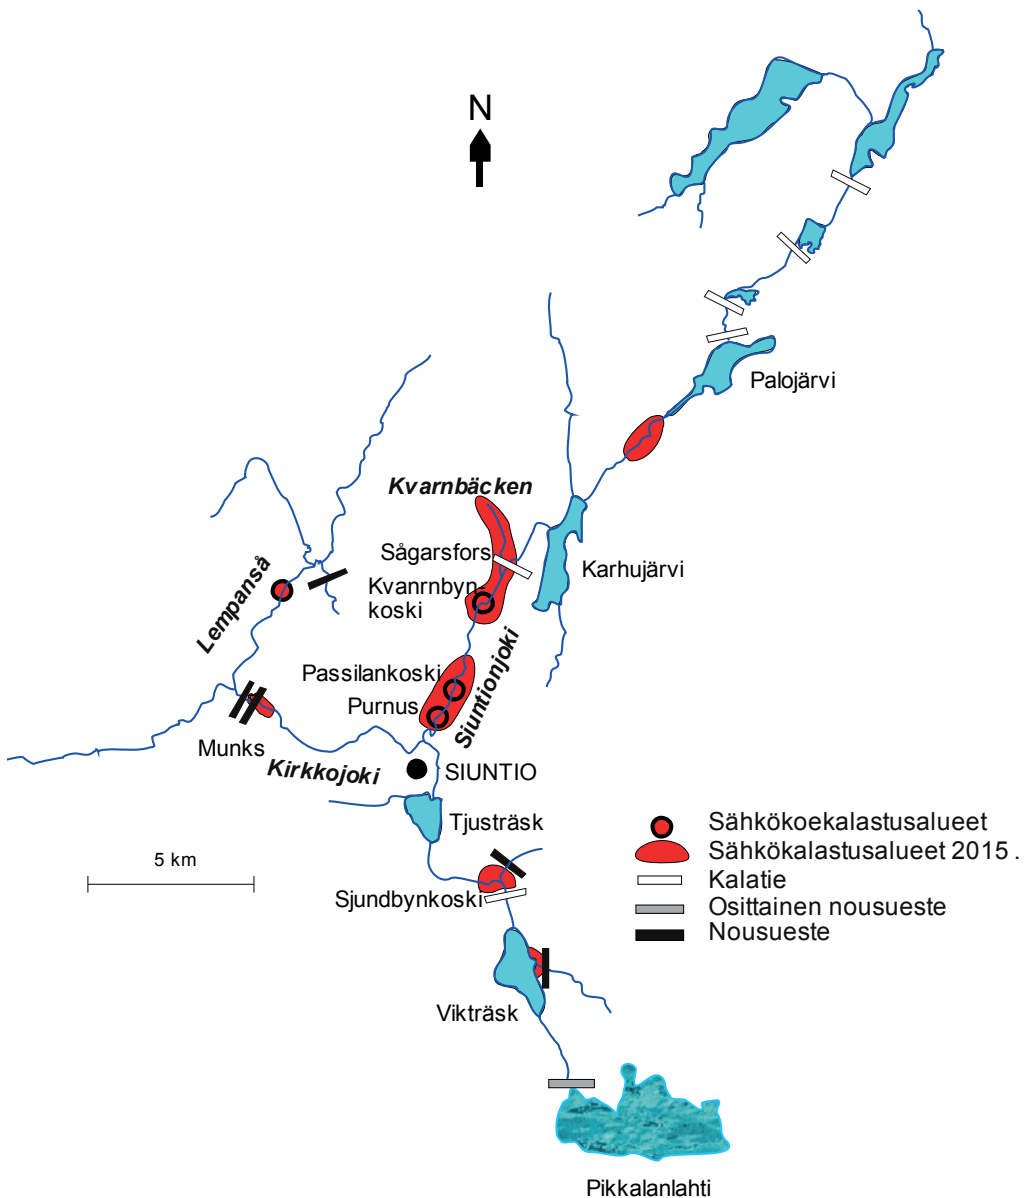 N
Palojärvi
Kvarnbäcken
Sågarsfors
Karhujärvi
Kvanrnbyn-
koski
Lempanså
Siuntionjoki
Passilankoski
Purnus
Munks
Kirkkojoki
SIUNTIO
Tjusträsk
5 km
Sjundbynkoski
Vikträsk
Sähkökoekalastusalueet
Sähkökalastusalueet 2015 .
Kalatie
Osittainen nousueste
Nousueste
Pikkalanlahti